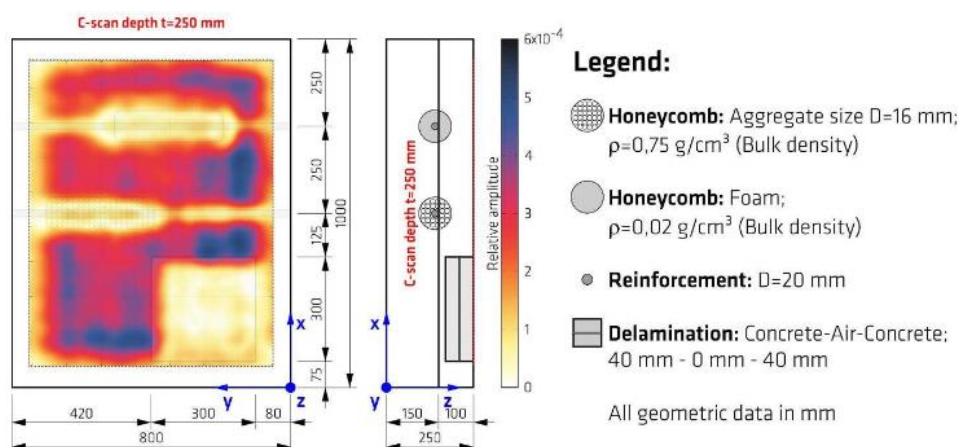 C-scan depth t=250 mm
250
250
125
300
75
1000
x
y
z
420
300
80
800
C-scan depth t=250 mm
x
y
z
150
100
250
6x10⁻⁴
5
4
3
2
1
0
Relative amplitude
Legend:
Honeycomb: Aggregate size D=16 mm;
ρ=0,75 g/cm³ (Bulk density)
Honeycomb: Foam;
ρ=0,02 g/cm³ (Bulk density)
Reinforcement: D=20 mm
Delamination: Concrete-Air-Concrete;
40 mm - 0 mm - 40 mm
All geometric data in mm